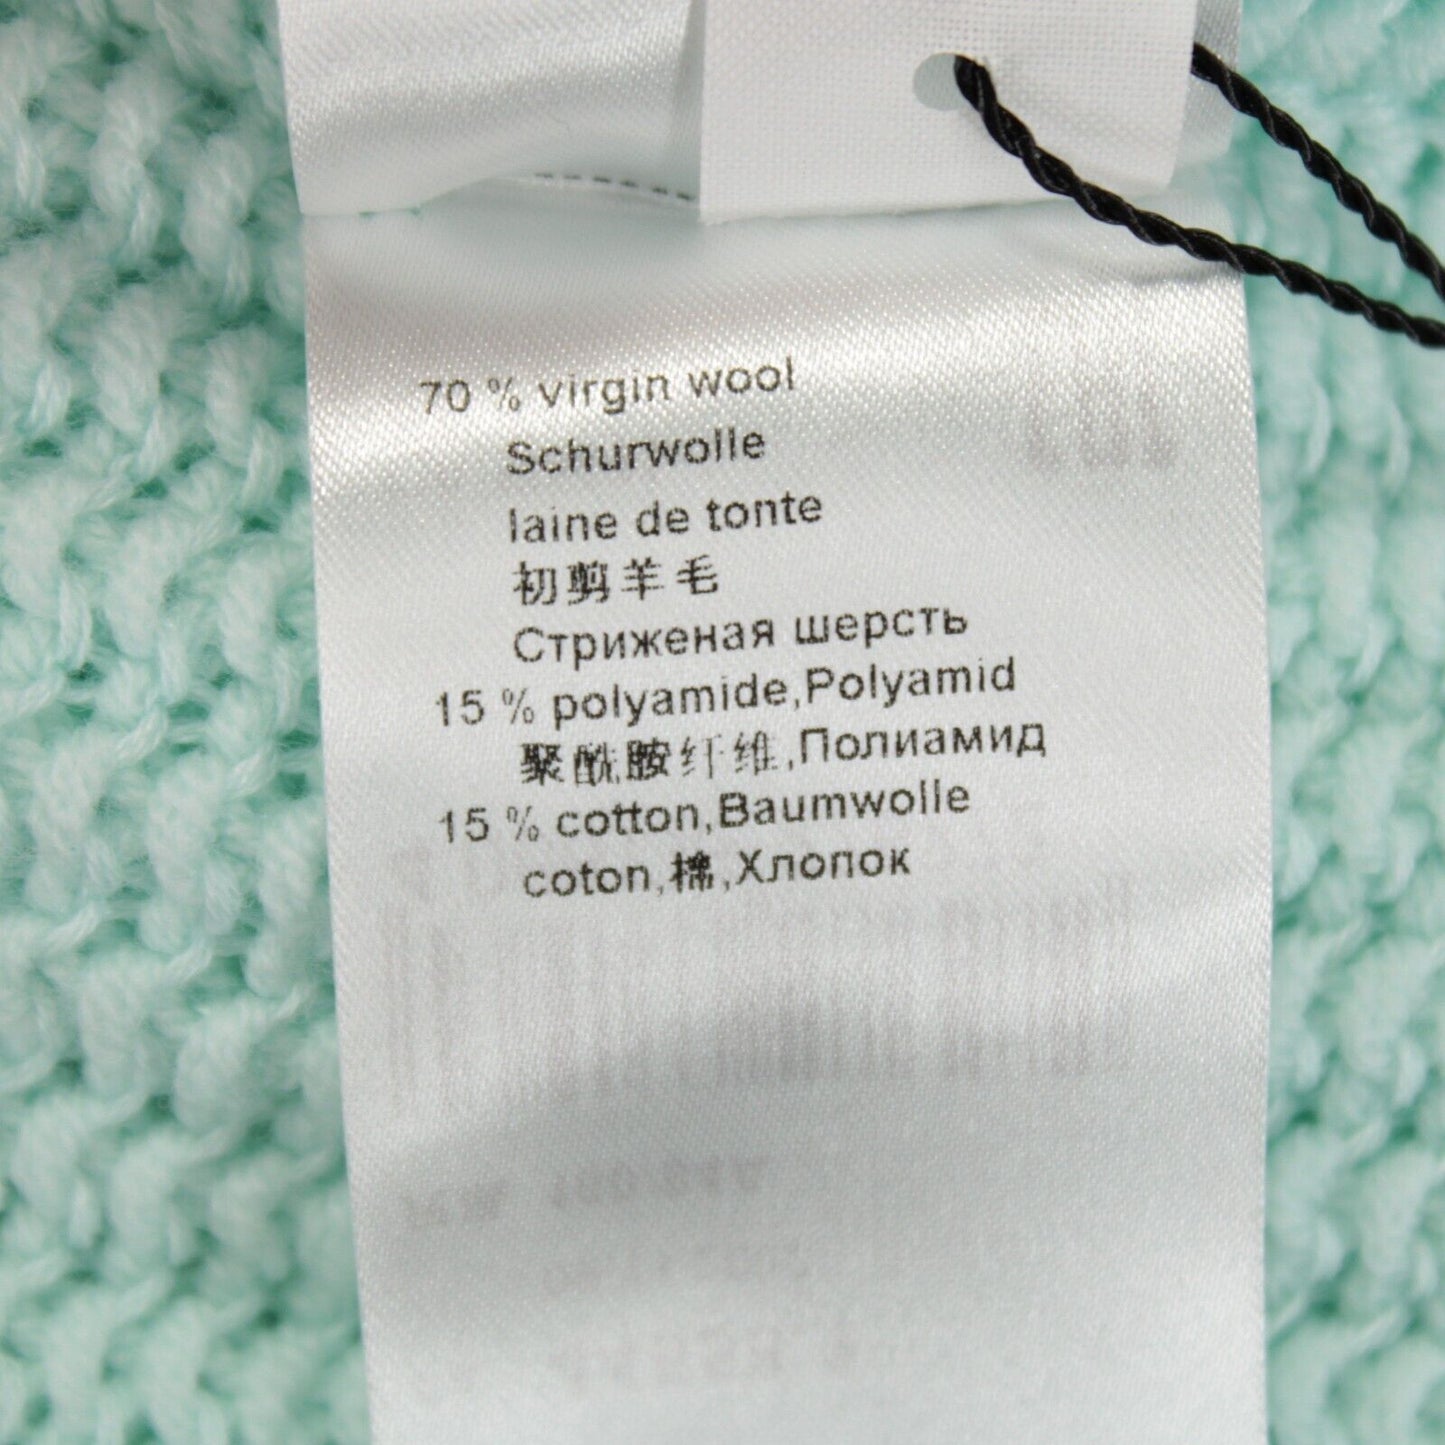 70 % virgin wool
Schurwolle
laine de tonte
初剪羊毛
Стриженая шерсть
15 % polyamide,Polyamid
聚酰胺纤维,Полиамид
15 % cotton,Baumwolle
coton,棉,Хлопок